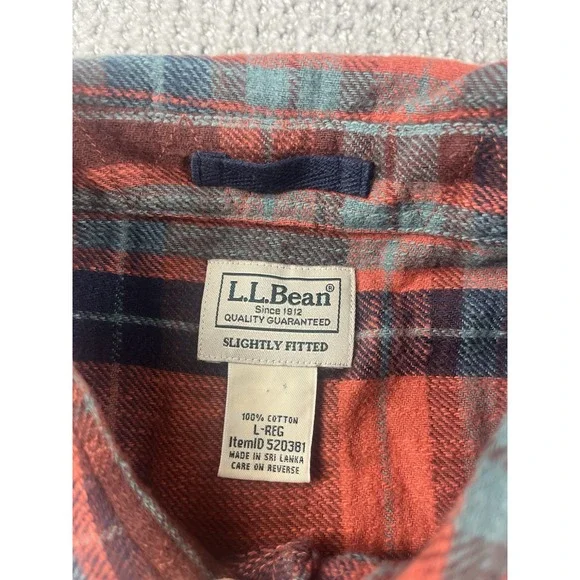 L.L.Bean®
Since 1912
QUALITY GUARANTEED
SLIGHTLY FITTED
100% COTTON
L-REG
ItemID 520381
MADE IN SRI LANKA
CARE ON REVERSE